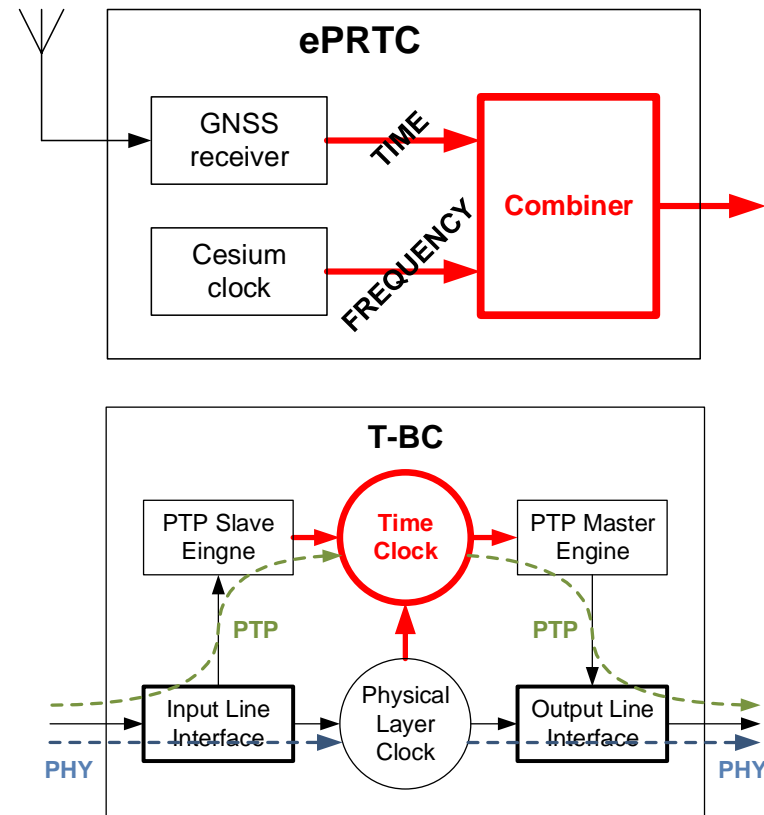 ePRTC
GNSS
receiver
TIME
Combiner
Cesium
clock
FREQUENCY
T-BC
PTP Slave
Eingne
Time
Clock
PTP Master
Engine
PTP
PTP
Input Line
Interface
Physical
Layer
Clock
Output Line
Interface
PHY
PHY